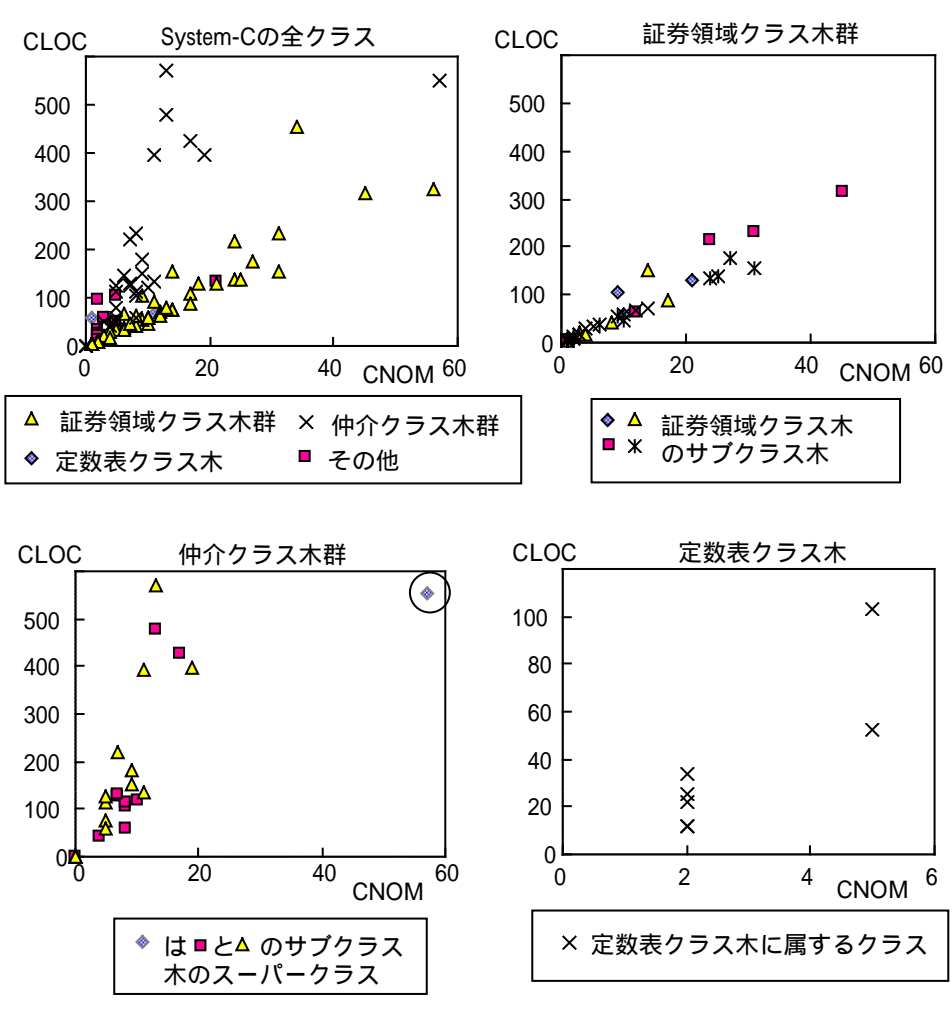 CLOC
System-Cの全クラス
500
400
300
200
100
0
0
20
40
60
CNOM
△ 証券領域クラス木群 × 仲介クラス木群
◆ 定数表クラス木 ■ その他
CLOC
証券領域クラス木群
500
400
300
200
100
0
0
20
40
60
CNOM
◆ △ 証券領域クラス木
■ ＊ のサブクラス木
CLOC
仲介クラス木群
500
400
300
200
100
0
0
20
40
60
CNOM
◆ は ■ と△ のサブクラス
木のスーパークラス
CLOC
定数表クラス木
100
80
60
40
20
0
0
2
4
6
CNOM
× 定数表クラス木に属するクラス